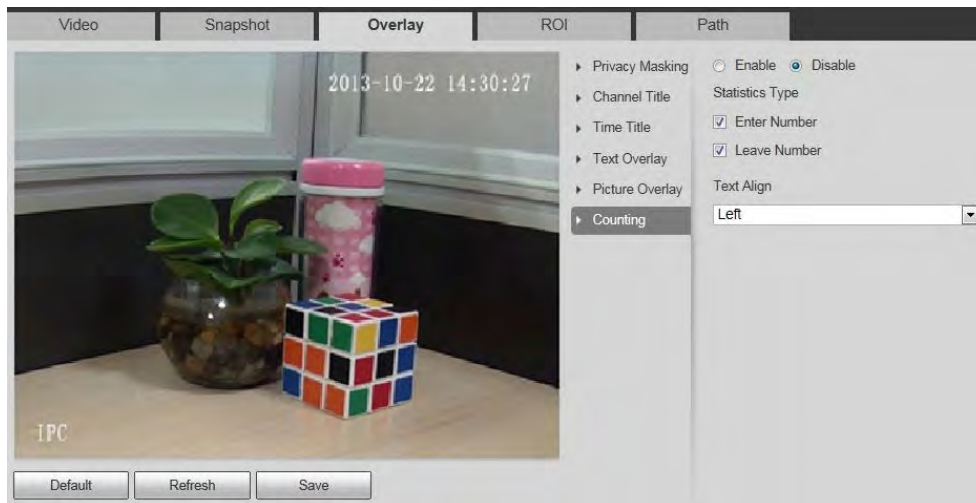 Video Snapshot Overlay ROI Path
2013-10-22 14:30:27
IPC
Privacy Masking
Channel Title
Time Title
Text Overlay
Picture Overlay
Counting
Enable Disable
Statistics Type
Enter Number
Leave Number
Text Align
Left
Default Refresh Save